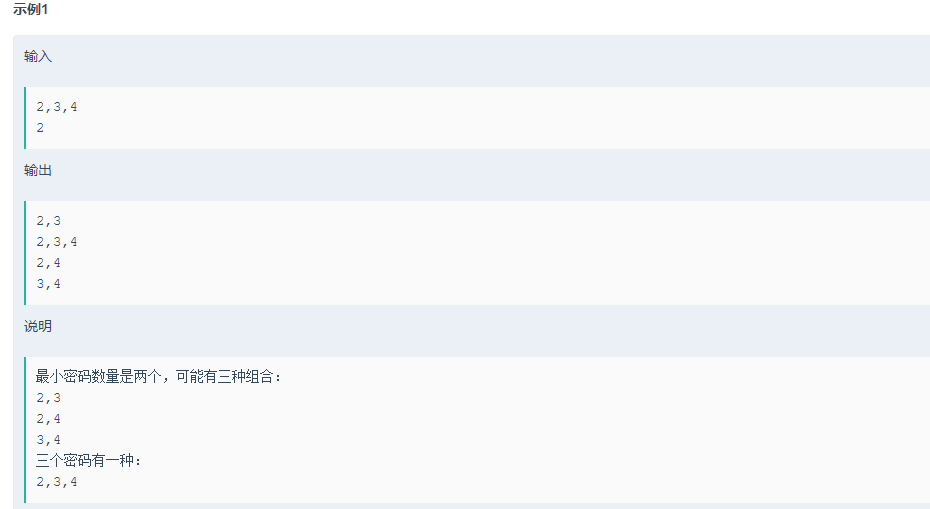 示例1
输入
2,3,4
2
输出
2,3
2,3,4
2,4
3,4
说明
最小密码数量是两个，可能有三种组合：
2,3
2,4
3,4
三个密码有一种：
2,3,4